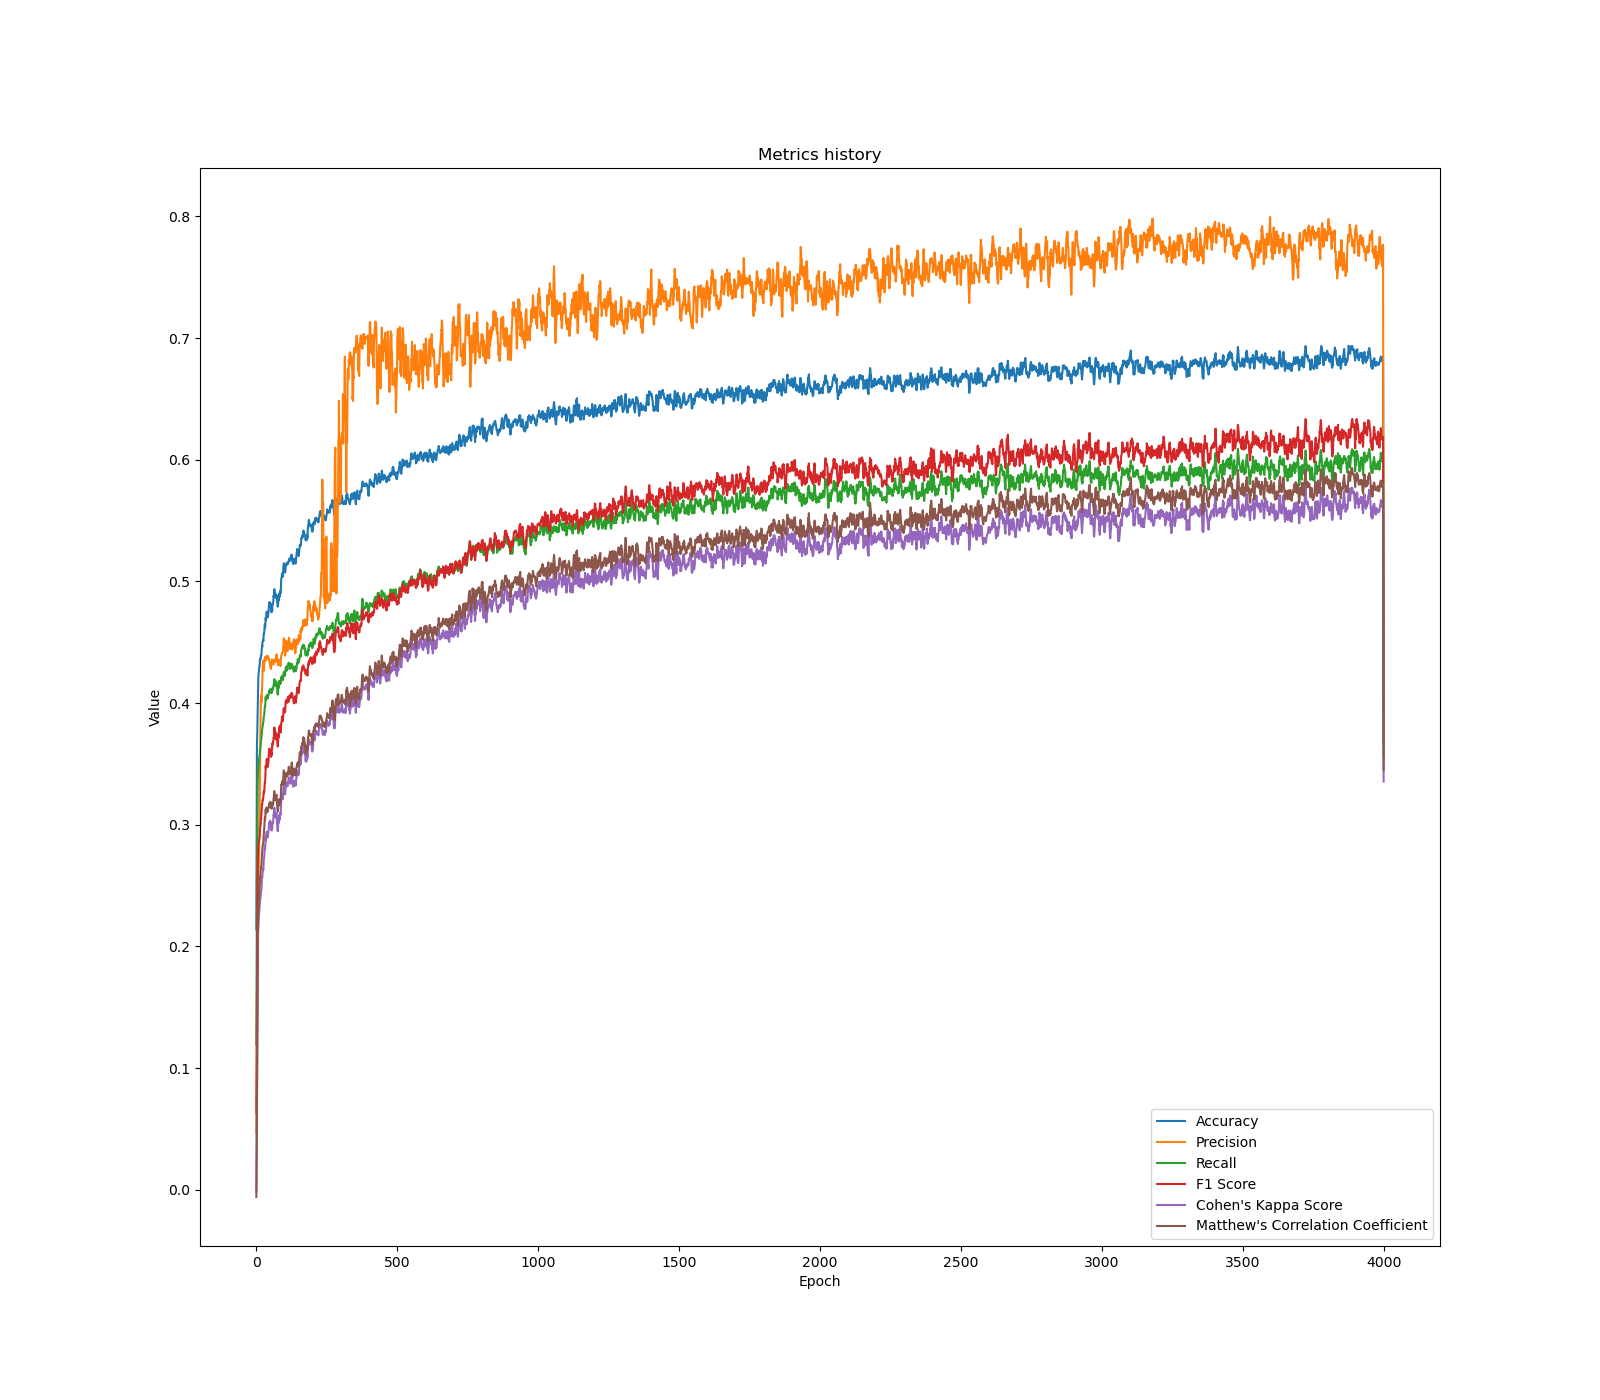 Metrics history
0.8
0.7
0.6
0.5
0.4
0.3
0.2
0.1
0.0
Value
0 500 1000 1500 2000 2500 3000 3500 4000
Epoch
Accuracy
Precision
Recall
F1 Score
Cohen's Kappa Score
Matthew's Correlation Coefficient